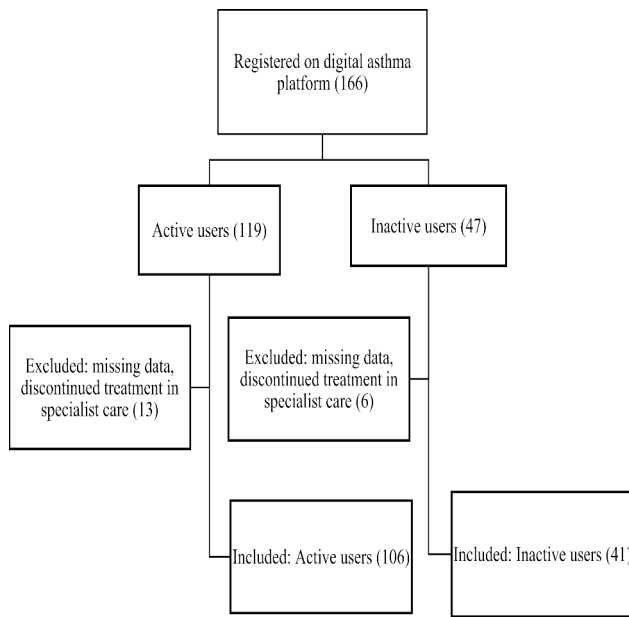 Registered on digital asthma
platform (166)
Active users (119)
Inactive users (47)
Excluded: missing data,
discontinued treatment in
specialist care (13)
Excluded: missing data,
discontinued treatment in
specialist care (6)
Included: Active users (106)
Included: Inactive users (41)